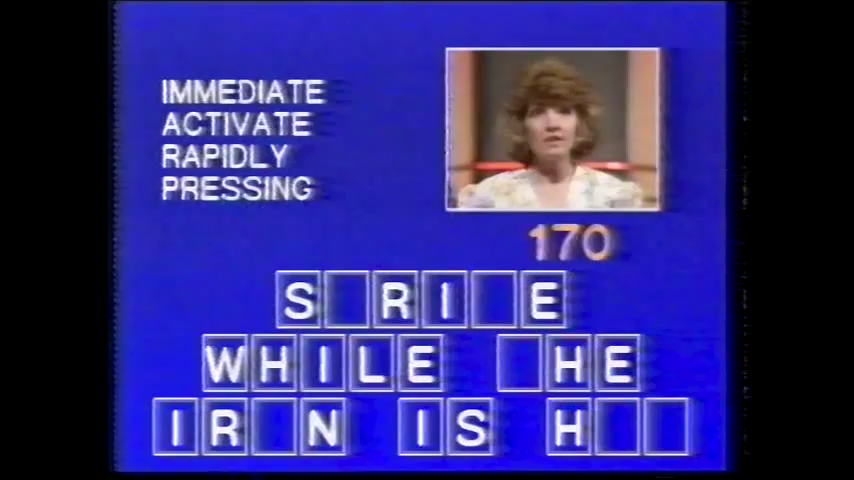 IMMEDIATE
ACTIVATE
RAPIDLY
PRESSING
170
S RI E
WHILE HE
IR N IS H